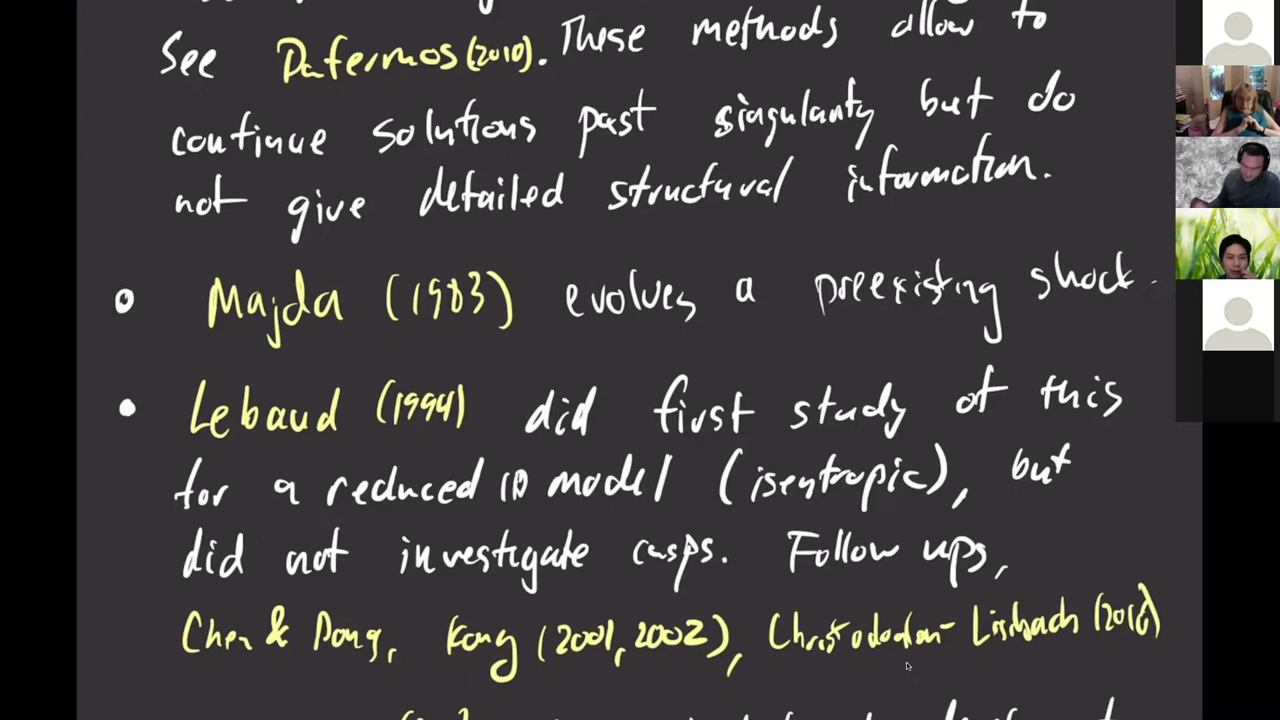 See Dafermos (2010). These methods allow to
continue solutions past singularity but do
not give detailed structural information.
• Majda (1983) evolves a preexisting shock.
• Lebaud (1994) did first study of this
for a reduced 1D model (isentropic), but
did not investigate cusps. Follow ups,
Chen & Dong, Kong (2001, 2002), Christodoulou-Lisibach (2016)